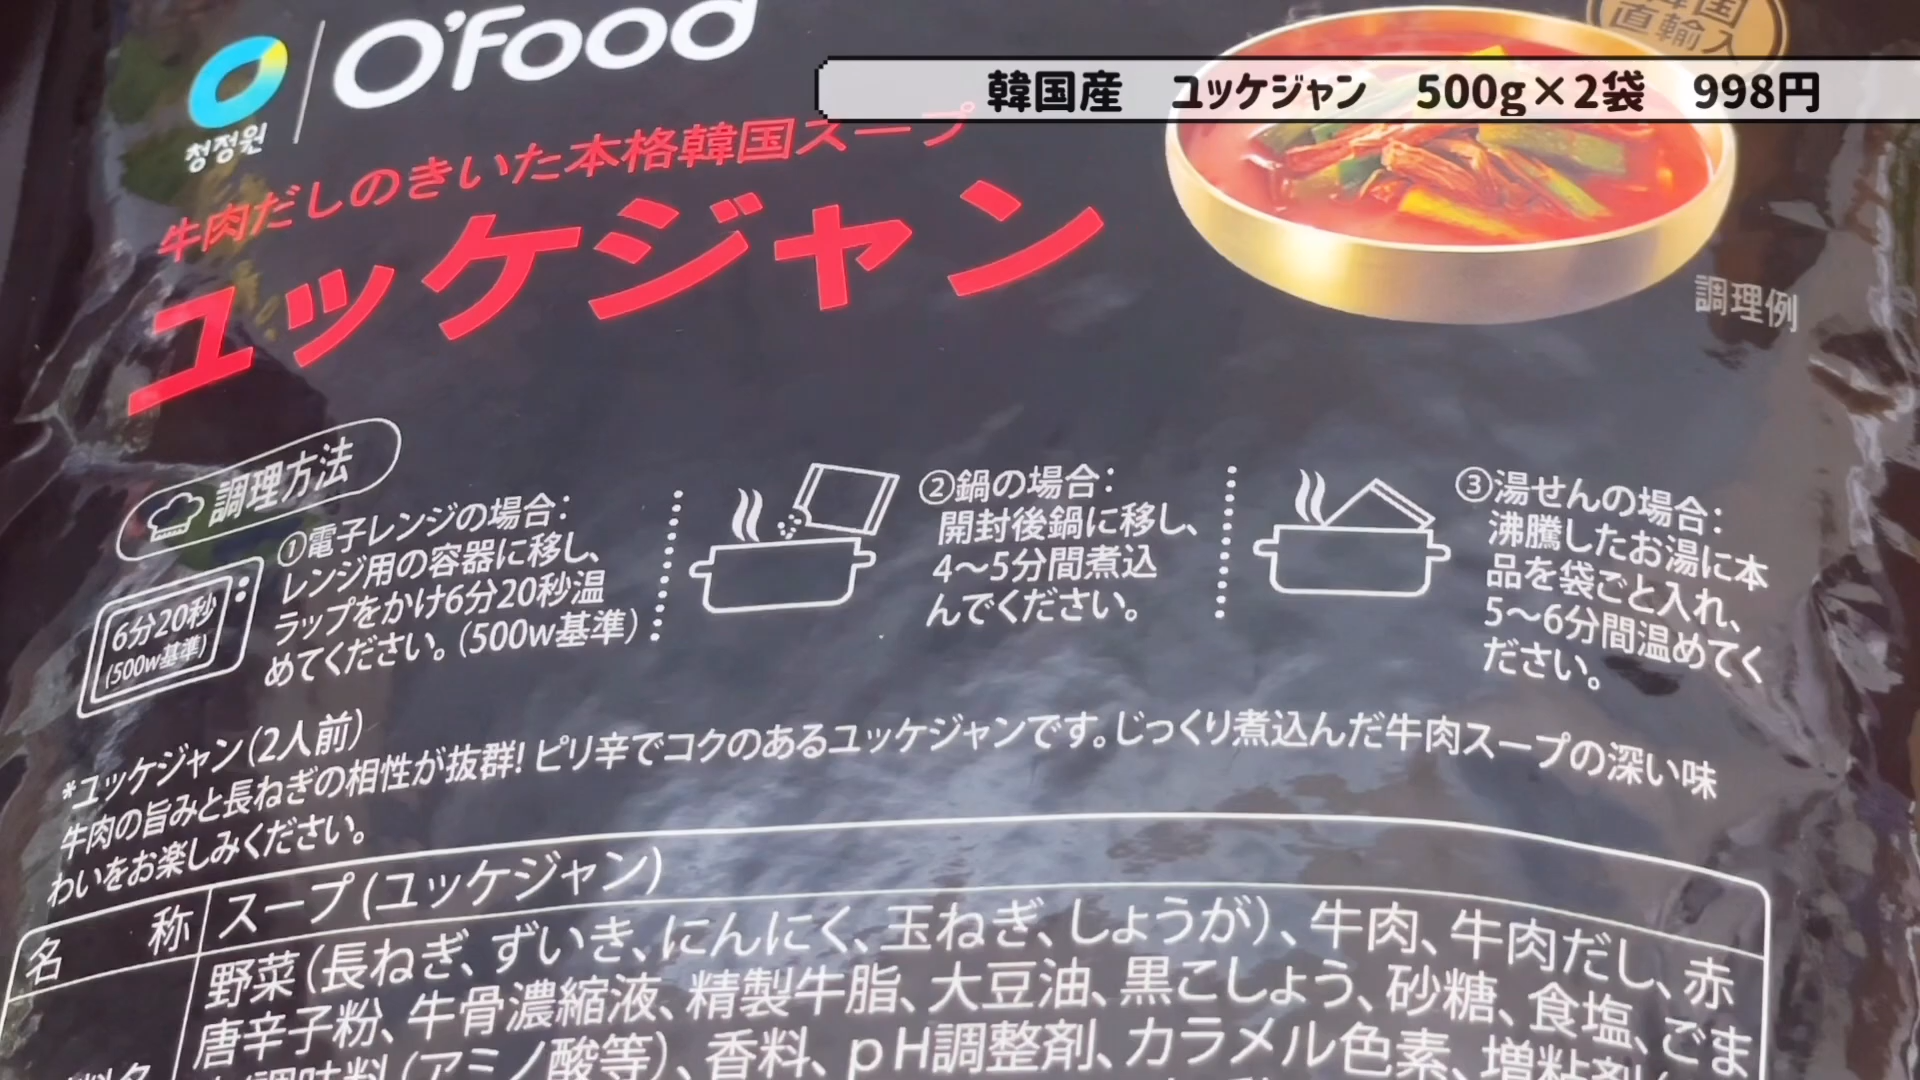 O'Food
청정원
韓国産 ユッケジャン 500g×2袋 998円
直輸入
牛肉だしのきいた本格韓国スープ
ユッケジャン
調理例
調理方法
6分20秒
(500w基準)
①電子レンジの場合:
レンジ用の容器に移し、
ラップをかけ6分20秒温
めてください。(500w基準)
②鍋の場合:
開封後鍋に移し、
4～5分間煮込
んでください。
③湯せんの場合:
沸騰したお湯に本
品を袋ごと入れ、
5～6分間温めてく
ださい。
*ユッケジャン(2人前)
牛肉の旨みと長ねぎの相性が抜群! ピリ辛でコクのあるユッケジャンです。じっくり煮込んだ牛肉スープの深い味
わいをお楽しみください。
名 称 スープ(ユッケジャン)
野菜(長ねぎ、ずいき、にんにく、玉ねぎ、しょうが)、牛肉、牛肉だし、赤
唐辛子粉、牛骨濃縮液、精製牛脂、大豆油、黒こしょう、砂糖、食塩、ごま
調味料(アミノ酸等)、香料、pH調整剤、カラメル色素、増粘剤